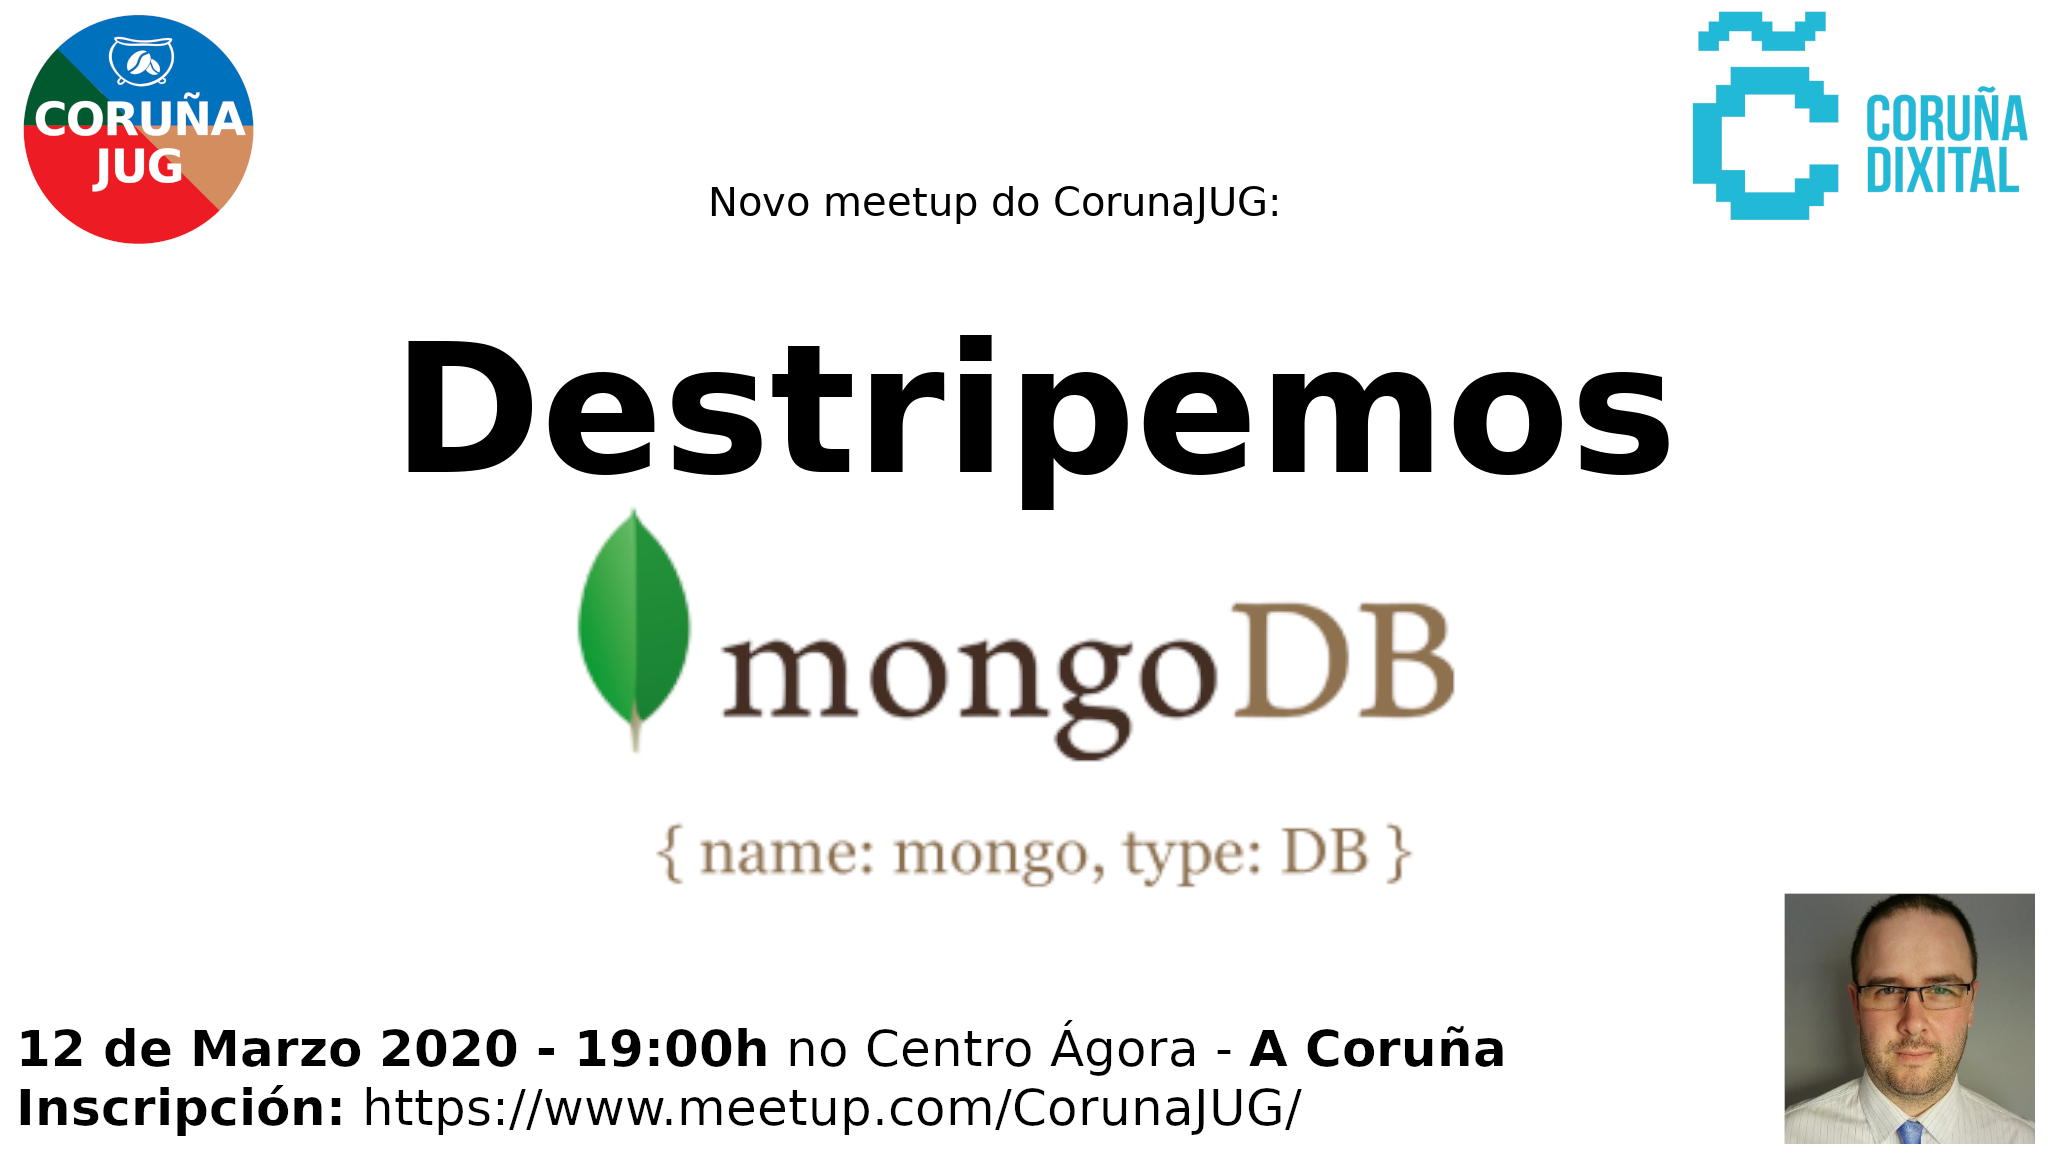 CORUÑA
JUG
CORUÑA
DIXITAL
Novo meetup do CorunaJUG:
Destripemos
mongoDB
{ name: mongo, type: DB }
12 de Marzo 2020 - 19:00h no Centro Ágora - A Coruña
Inscripción: https://www.meetup.com/CorunaJUG/